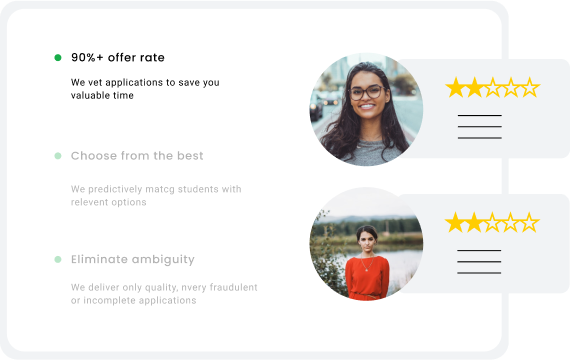 90%+ offer rate
We vet applications to save you
valuable time
Choose from the best
We predictively matcg students with
relevent options
Eliminate ambiguity
We deliver only quality, nvery fraudulent
or incomplete applications